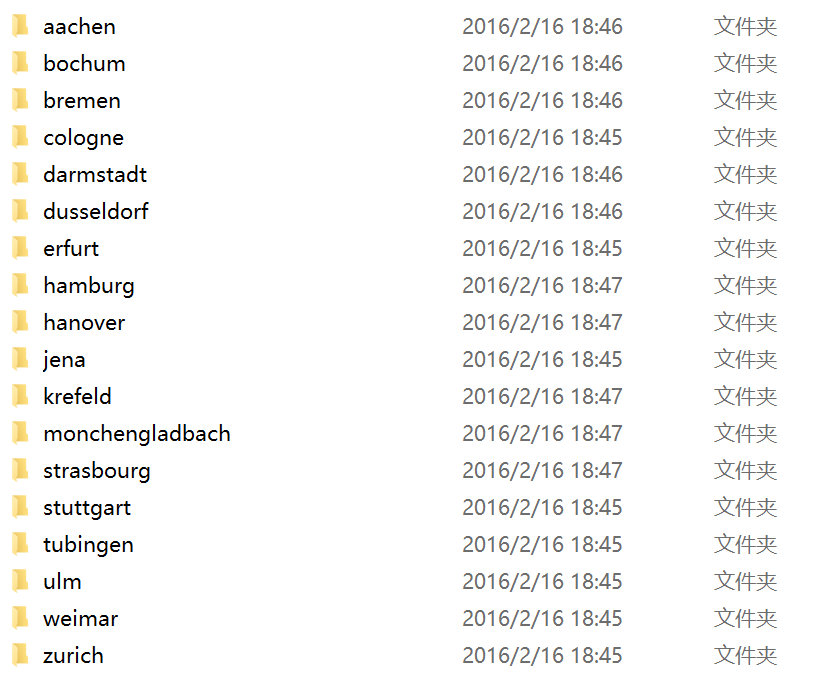 aachen 2016/2/16 18:46 文件夹
bochum 2016/2/16 18:46 文件夹
bremen 2016/2/16 18:46 文件夹
cologne 2016/2/16 18:45 文件夹
darmstadt 2016/2/16 18:46 文件夹
dusseldorf 2016/2/16 18:46 文件夹
erfurt 2016/2/16 18:45 文件夹
hamburg 2016/2/16 18:47 文件夹
hanover 2016/2/16 18:47 文件夹
jena 2016/2/16 18:45 文件夹
krefeld 2016/2/16 18:47 文件夹
monchengladbach 2016/2/16 18:47 文件夹
strasbourg 2016/2/16 18:47 文件夹
stuttgart 2016/2/16 18:45 文件夹
tubingen 2016/2/16 18:45 文件夹
ulm 2016/2/16 18:45 文件夹
weimar 2016/2/16 18:45 文件夹
zurich 2016/2/16 18:45 文件夹